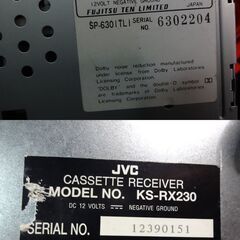 12VOLT NEGATIVE GROUND
FUJITSU TEN LIMITED JAPAN
SP-630(TL) SERIAL NO. 6302204
Dolby noise reduction manufactured
under license from Dolby Laboratories
Licensing Corporation.
"DOLBY" and the double-D symbol
are trademarks of Dolby Laboratories
Licensing Corporation.
JVC
CASSETTE RECEIVER
MODEL NO. KS-RX230
DC 12 VOLTS NEGATIVE GROUND
SERIAL NO. 12390151